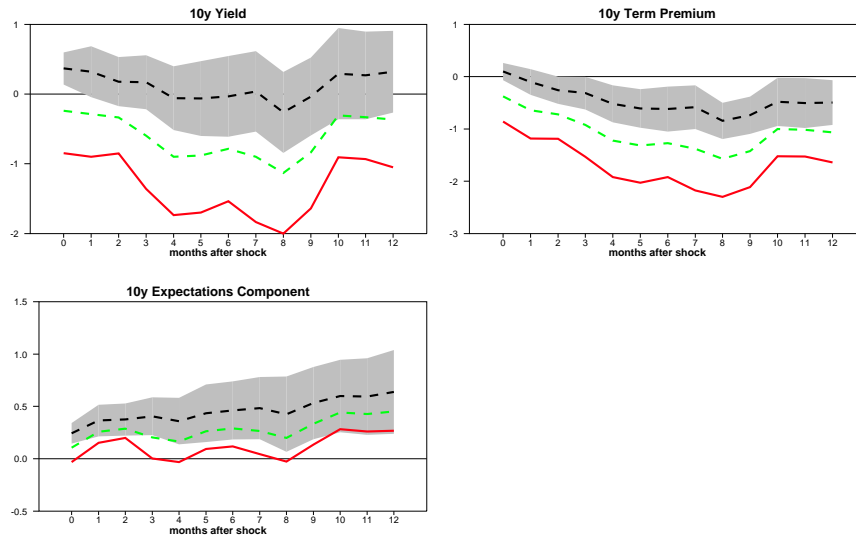 10y Yield
1
0
-1
-2
0 1 2 3 4 5 6 7 8 9 10 11 12
months after shock
10y Term Premium
1
0
-1
-2
-3
0 1 2 3 4 5 6 7 8 9 10 11 12
months after shock
10y Expectations Component
1.5
1.0
0.5
0.0
-0.5
0 1 2 3 4 5 6 7 8 9 10 11 12
months after shock